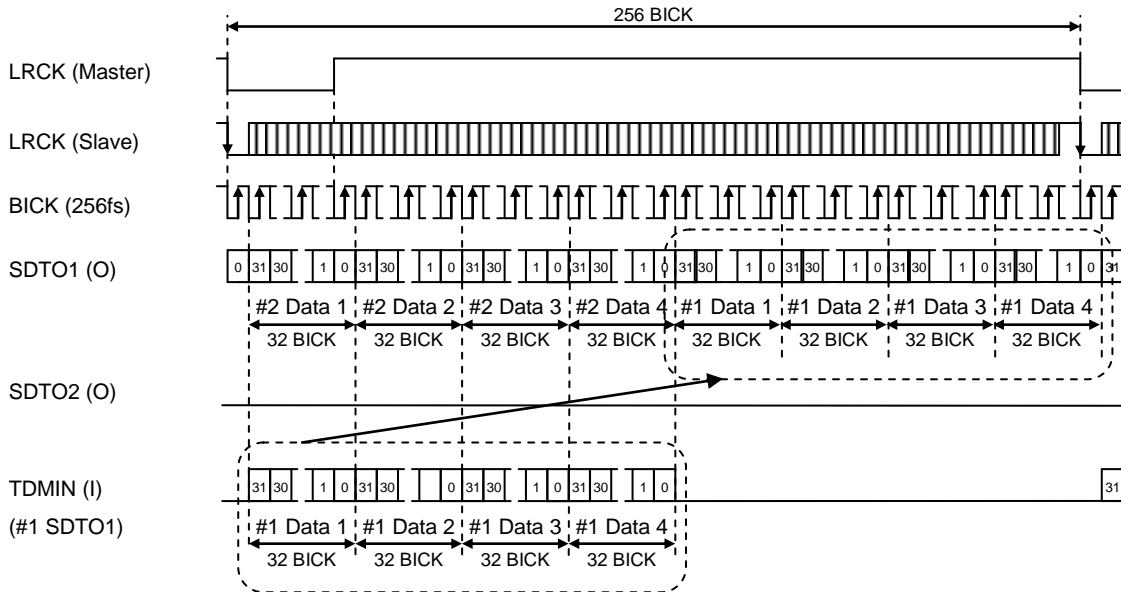 256 BICK
LRCK (Master)
LRCK (Slave)
BICK (256fs)
SDTO1 (O) 0 31 30 1 0 31 30 1 0 31 30 1 0 31 30 1 0 31 30 1 0 31 30 1 0 31 30 1 0 31 30 1 0 31
#2 Data 1 #2 Data 2 #2 Data 3 #2 Data 4 #1 Data 1 #1 Data 2 #1 Data 3 #1 Data 4
32 BICK 32 BICK 32 BICK 32 BICK 32 BICK 32 BICK 32 BICK 32 BICK
SDTO2 (O)
TDMIN (I) 31 30 1 0 31 30 0 31 30 1 0 31 30 1 0 31
(#1 SDTO1) #1 Data 1 #1 Data 2 #1 Data 3 #1 Data 4
32 BICK 32 BICK 32 BICK 32 BICK